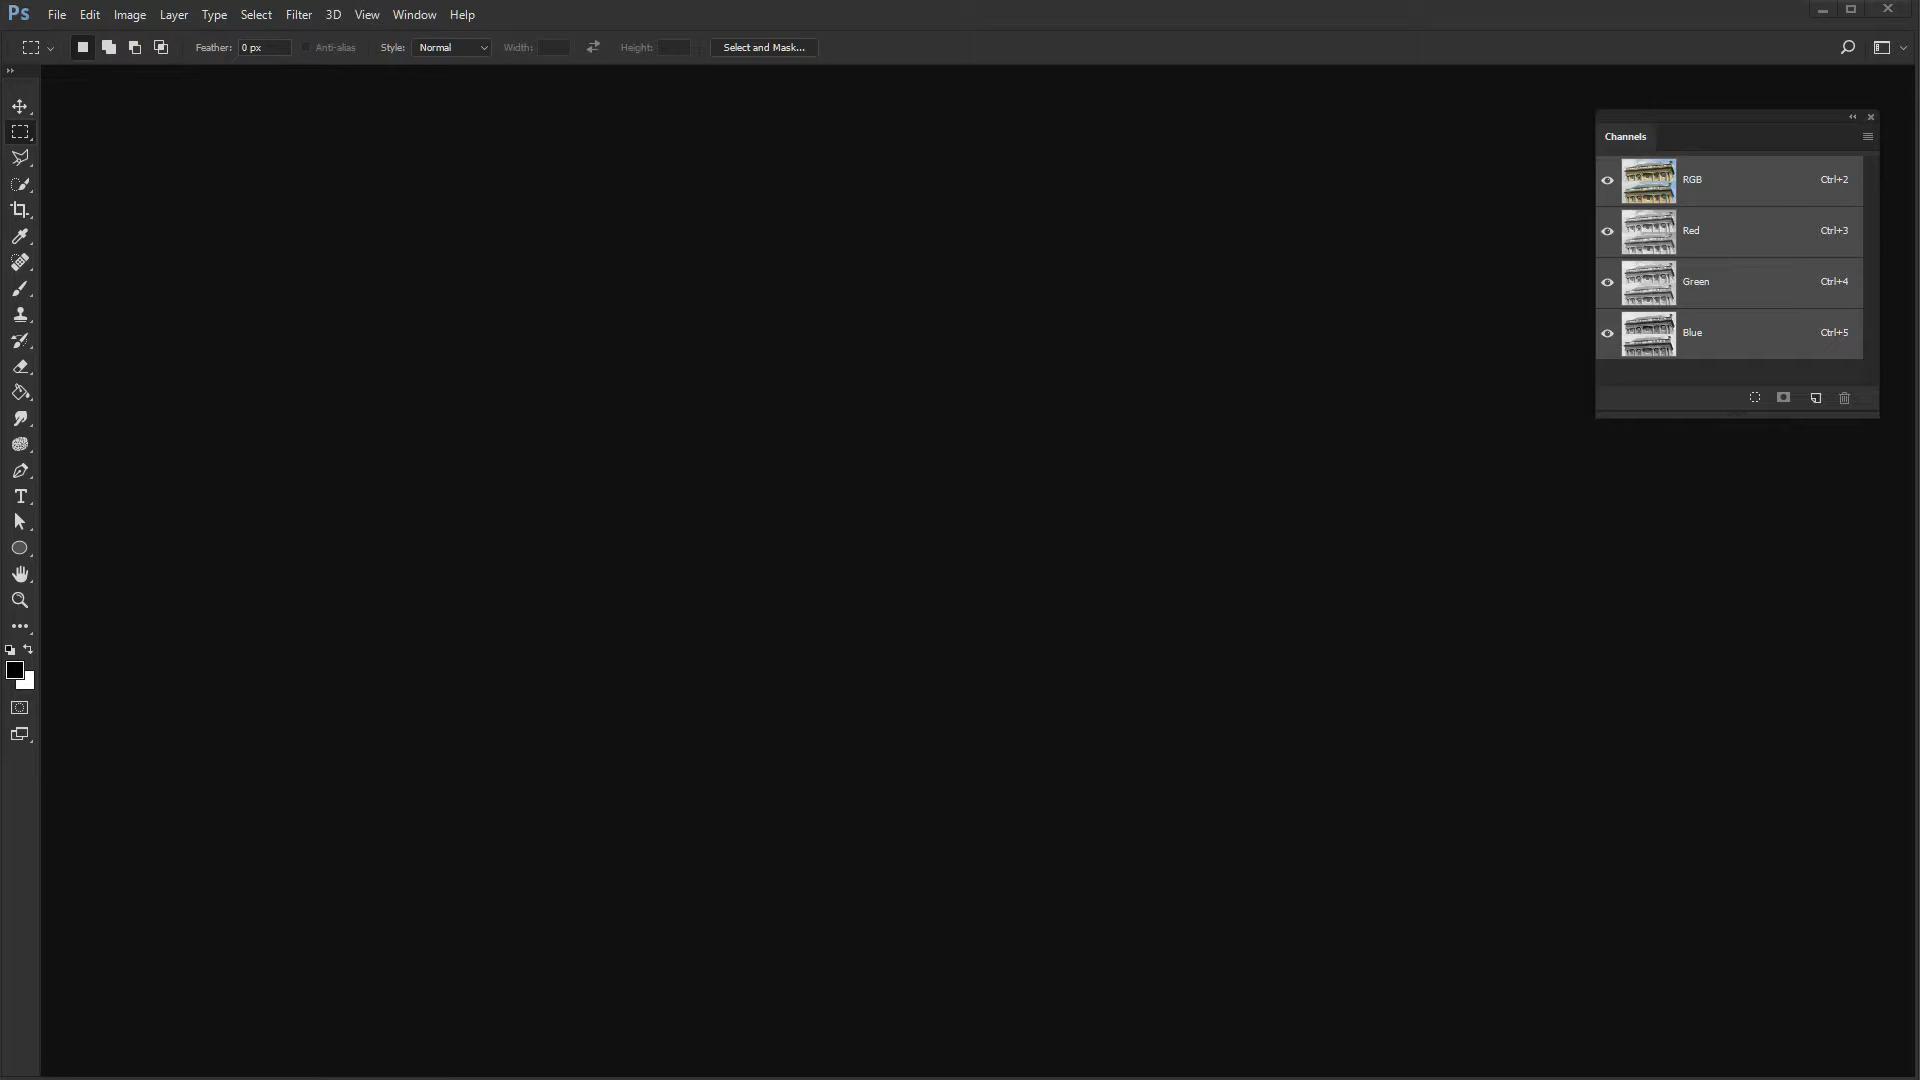 Ps File Edit Image Layer Type Select Filter 3D View Window Help
Feather: 0 px Anti-alias Style: Normal Width: Height: Select and Mask...
Channels
RGB Ctrl+2
Red Ctrl+3
Green Ctrl+4
Blue Ctrl+5
T